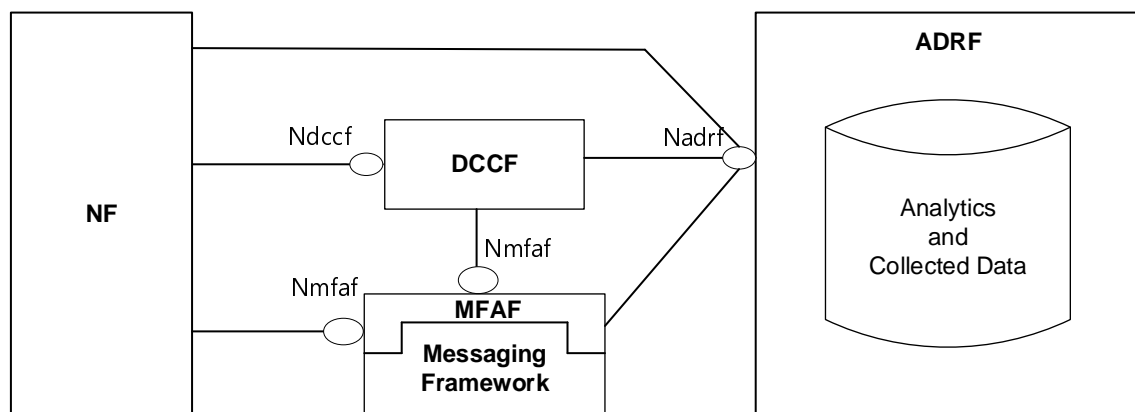 ADRF
Ndccf
Nadrf
DCCF
NF
Analytics
and
Collected Data
Nmfaf
Nmfaf
MFAF
Messaging
Framework